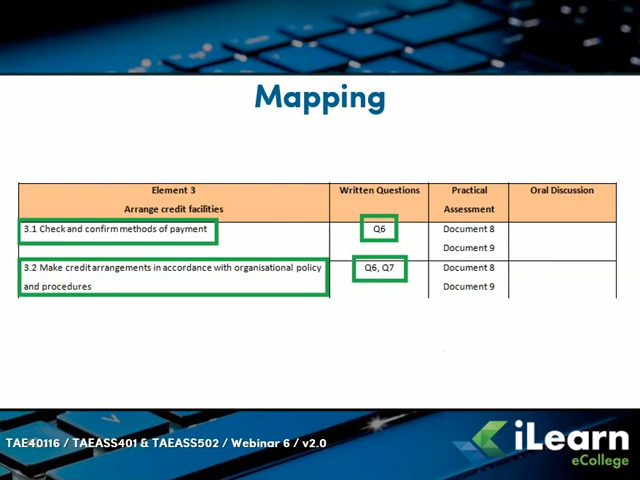 Mapping
Element 3
Arrange credit facilities
Written Questions
Practical
Assessment
Oral Discussion
3.1 Check and confirm methods of payment
Q6
Document 8
Document 9
3.2 Make credit arrangements in accordance with organisational policy
and procedures
Q6, Q7
Document 8
Document 9
TAE40116 / TAEASS401 & TAEASS502 / Webinar 6 / v2.0
iLearn
eCollege